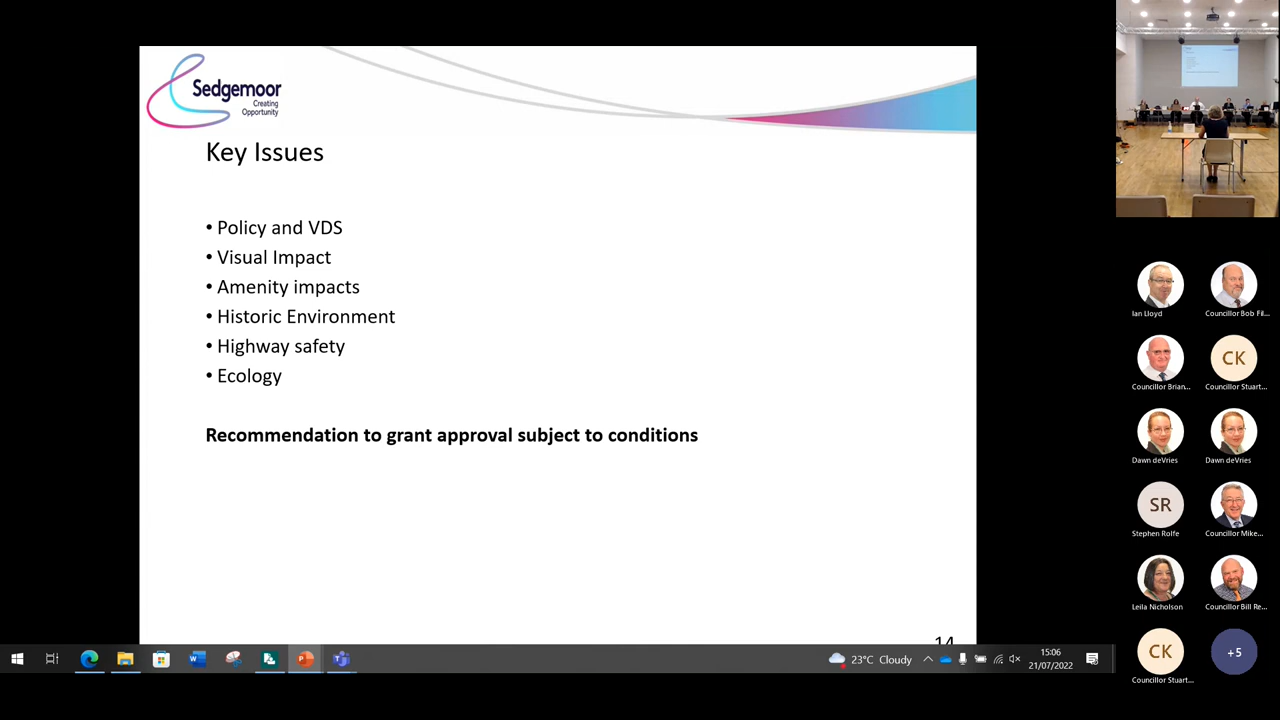 Sedgemoor
Creating
Opportunity
Key Issues
• Policy and VDS
• Visual Impact
• Amenity impacts
• Historic Environment
• Highway safety
• Ecology
Recommendation to grant approval subject to conditions
14
23°C Cloudy
15:06
21/07/2022
Ian Lloyd
Councillor Bob Fil...
Councillor Brian...
CK
Councillor Stuart...
Dawn deVries
Dawn deVries
SR
Stephen Rolfe
Councillor Mike...
Leila Nicholson
Councillor Bill Re...
CK
Councillor Stuart...
+5